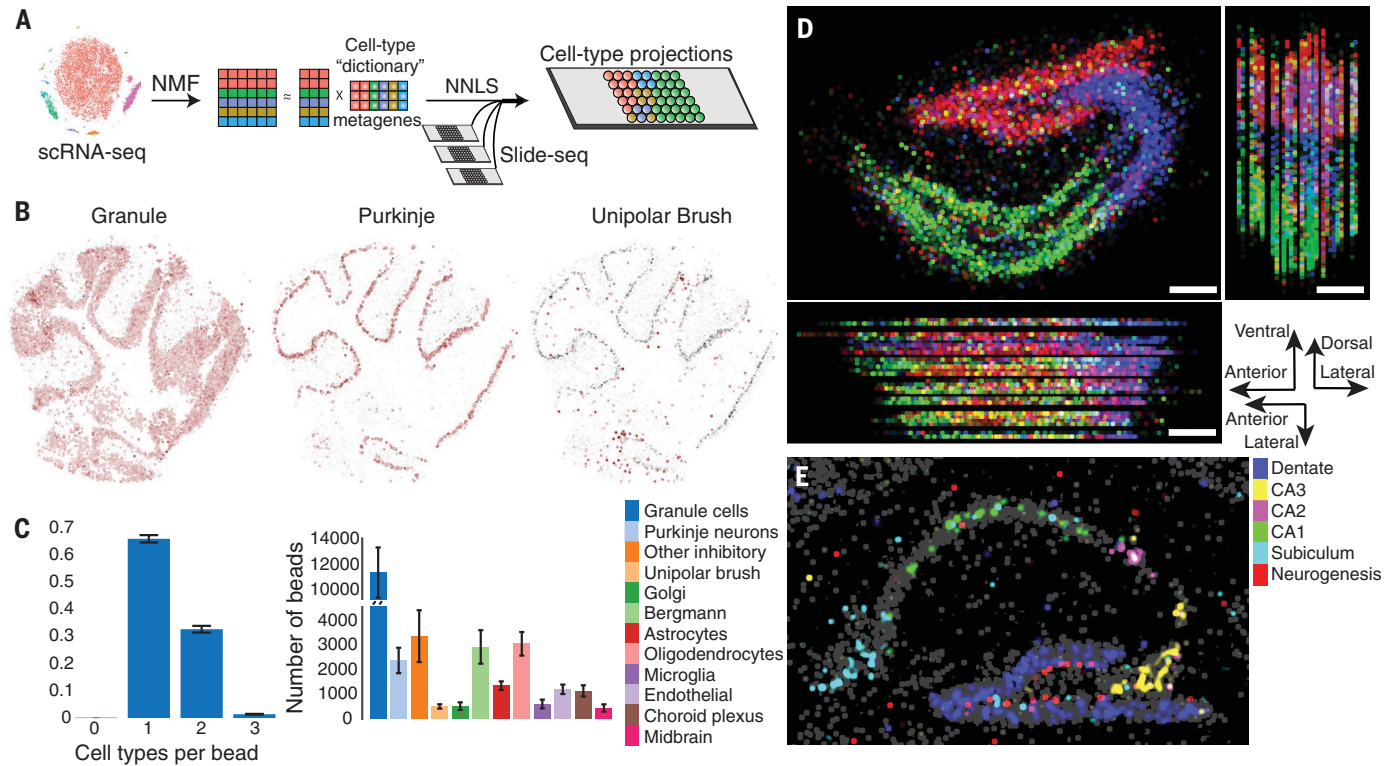 A
scRNA-seq
NMF
≈
x
Cell-type
“dictionary”
metagenes
NNLS
Slide-seq
Cell-type projections
B
Granule
Purkinje
Unipolar Brush
C
0.7
0.6
0.5
0.4
0.3
0.2
0.1
0
0 1 2 3
Cell types per bead
Number of beads
14000
12000
10000
4000
3000
2000
1000
0
Granule cells
Purkinje neurons
Other inhibitory
Unipolar brush
Golgi
Bergmann
Astrocytes
Oligodendrocytes
Microglia
Endothelial
Choroid plexus
Midbrain
D
Ventral
Anterior
Dorsal
Lateral
Anterior
Lateral
E
Dentate
CA3
CA2
CA1
Subiculum
Neurogenesis